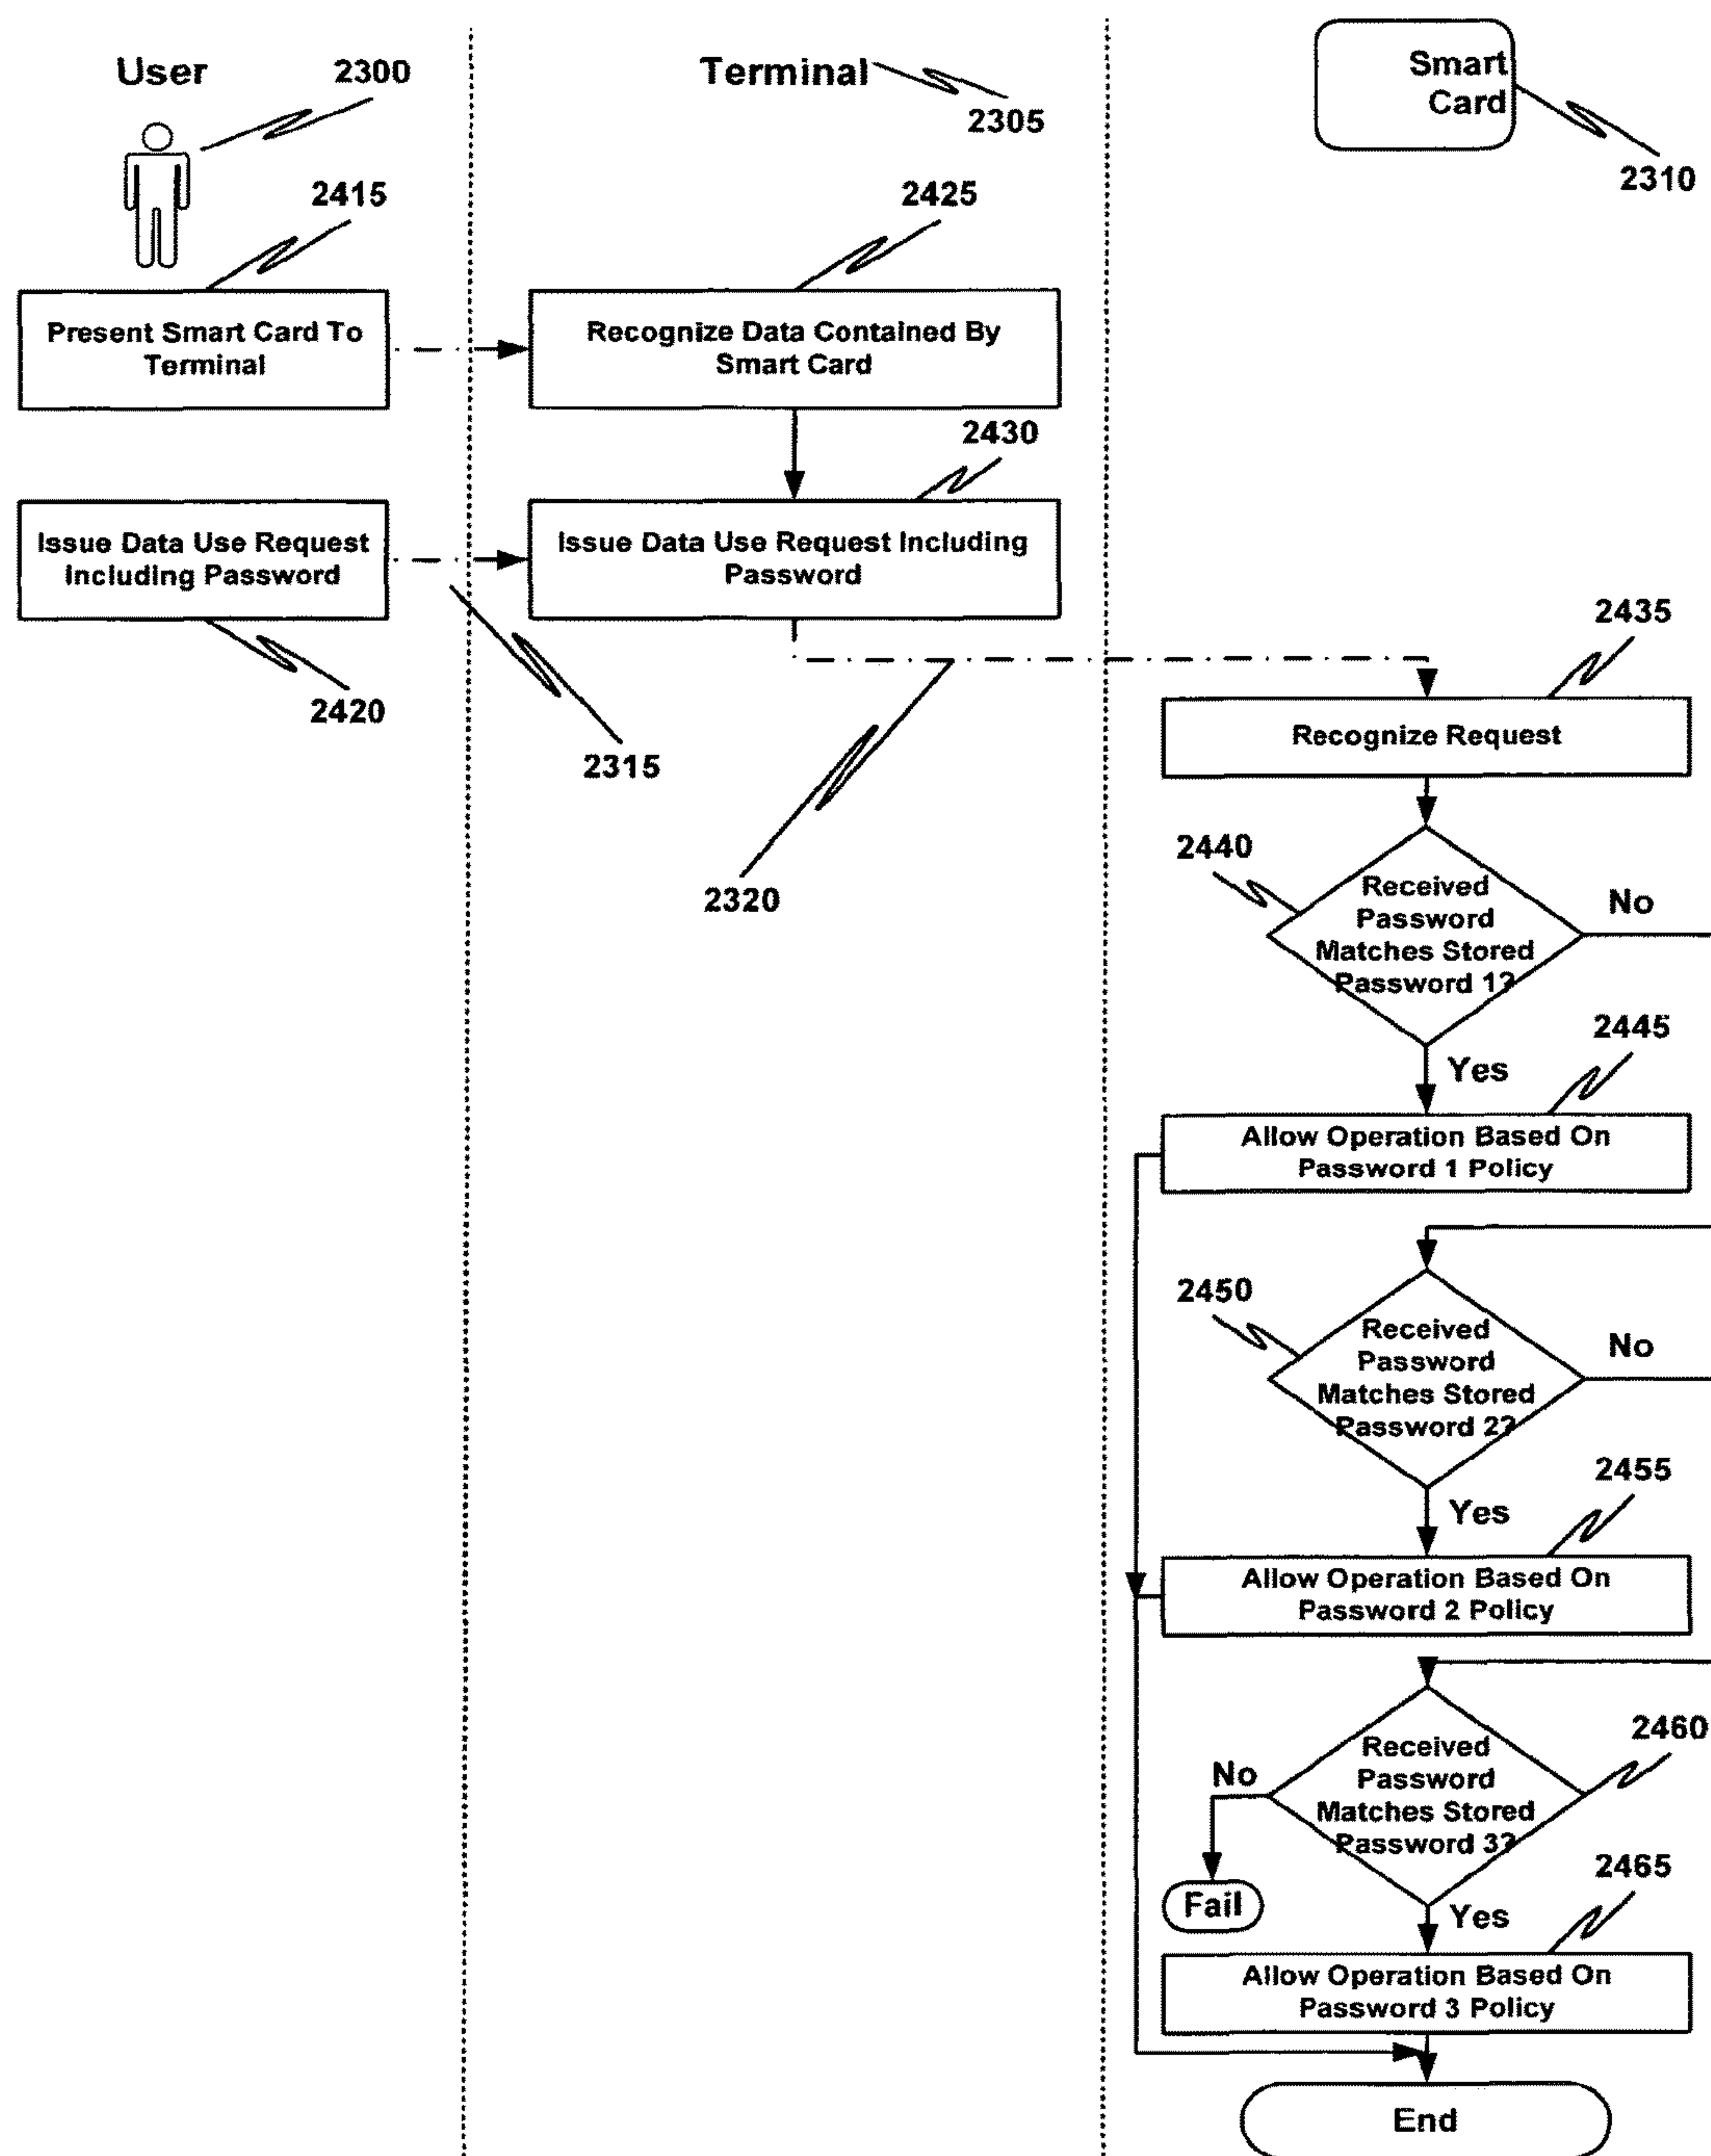 User
2300
Terminal
2305
Smart
Card
2310
2415
2425
Present Smart Card To
Terminal
Recognize Data Contained By
Smart Card
2430
Issue Data Use Request
Including Password
Issue Data Use Request Including
Password
2420
2315
2320
2435
Recognize Request
2440
Received
Password
Matches Stored
Password 1?
No
Yes
2445
Allow Operation Based On
Password 1 Policy
2450
Received
Password
Matches Stored
Password 2?
No
Yes
2455
Allow Operation Based On
Password 2 Policy
2460
Received
Password
Matches Stored
Password 3?
No
Fail
Yes
2465
Allow Operation Based On
Password 3 Policy
End